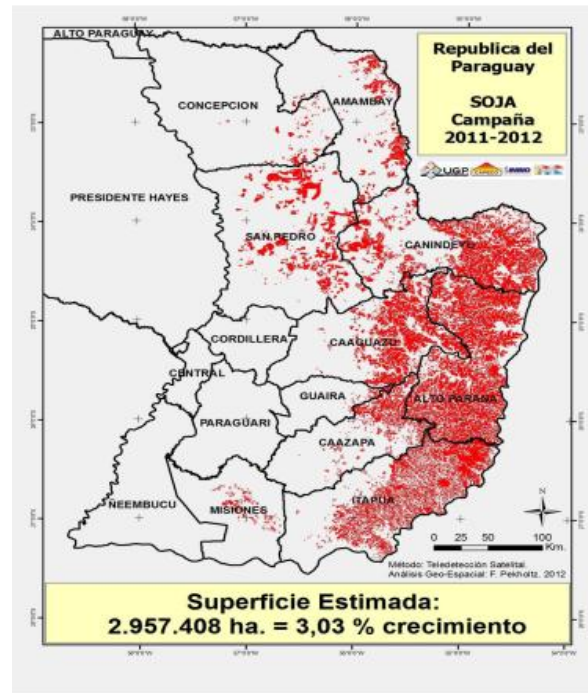 ALTO PARAGUAY
CONCEPCION
AMAMBAY
Republica del
Paraguay
SOJA
Campaña
2011-2012
UGP
PRESIDENTE HAYES
SAN PEDRO
CANINDEYU
CORDILLERA
CAAGUAZU
CENTRAL
GUAIRA
ALTO PARANA
PARAGUARI
CAAZAPA
ÑEEMBUCU
MISIONES
ITAPUA
N
0 25 50 100
Km.
Método: Teledetección Satelital.
Análisis Geo-Espacial: F. Pekholtz. 2012
Superficie Estimada:
2.957.408 ha. = 3,03 % crecimiento